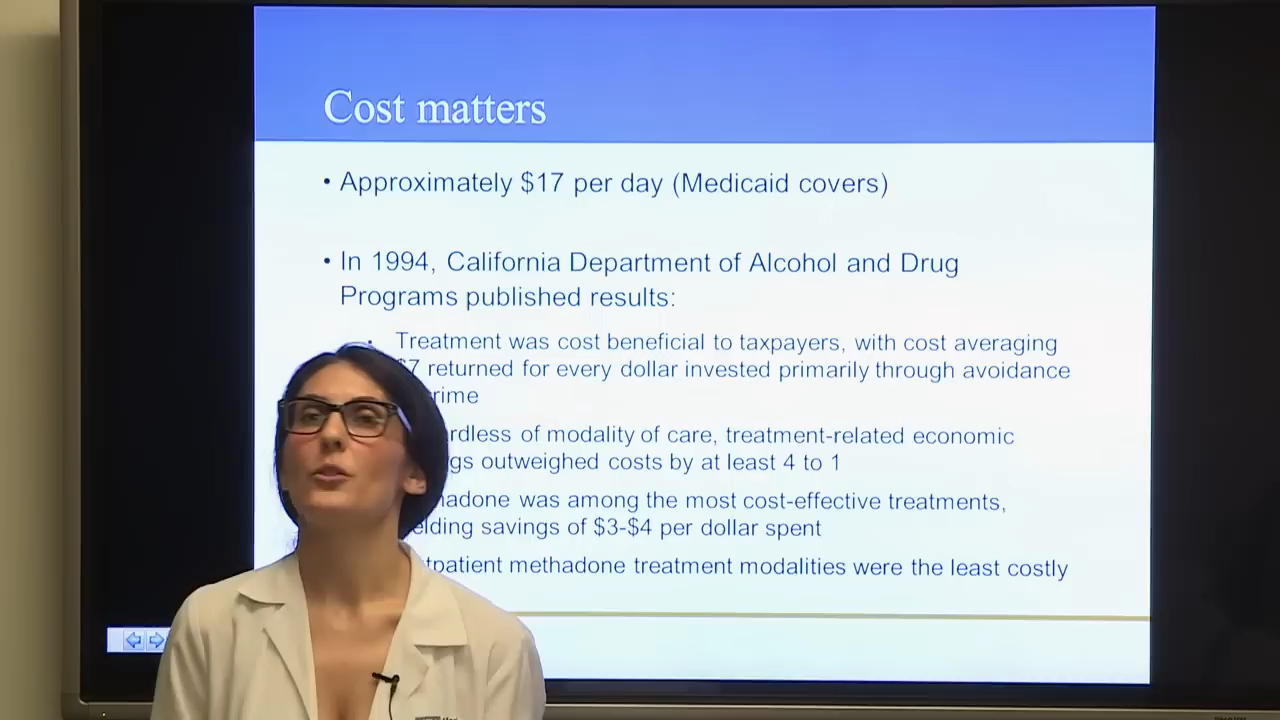 Cost matters
• Approximately $17 per day (Medicaid covers)
• In 1994, California Department of Alcohol and Drug
Programs published results:
• Treatment was cost beneficial to taxpayers, with cost averaging
$7 returned for every dollar invested primarily through avoidance
rime
rdless of modality of care, treatment-related economic
gs outweighed costs by at least 4 to 1
adone was among the most cost-effective treatments,
elding savings of $3-$4 per dollar spent
tpatient methadone treatment modalities were the least costly